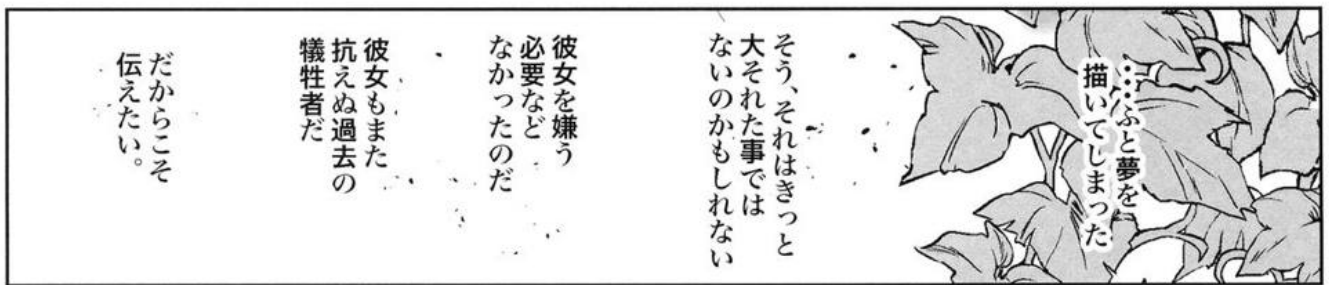 …ふと夢を
描いてしまった
そう、それはきっと
大それた事では
ないのかもしれない
彼女を嫌う
必要など
なかったのだ
彼女もまた
抗えぬ過去の
犠牲者だ
だからこそ
伝えたい。